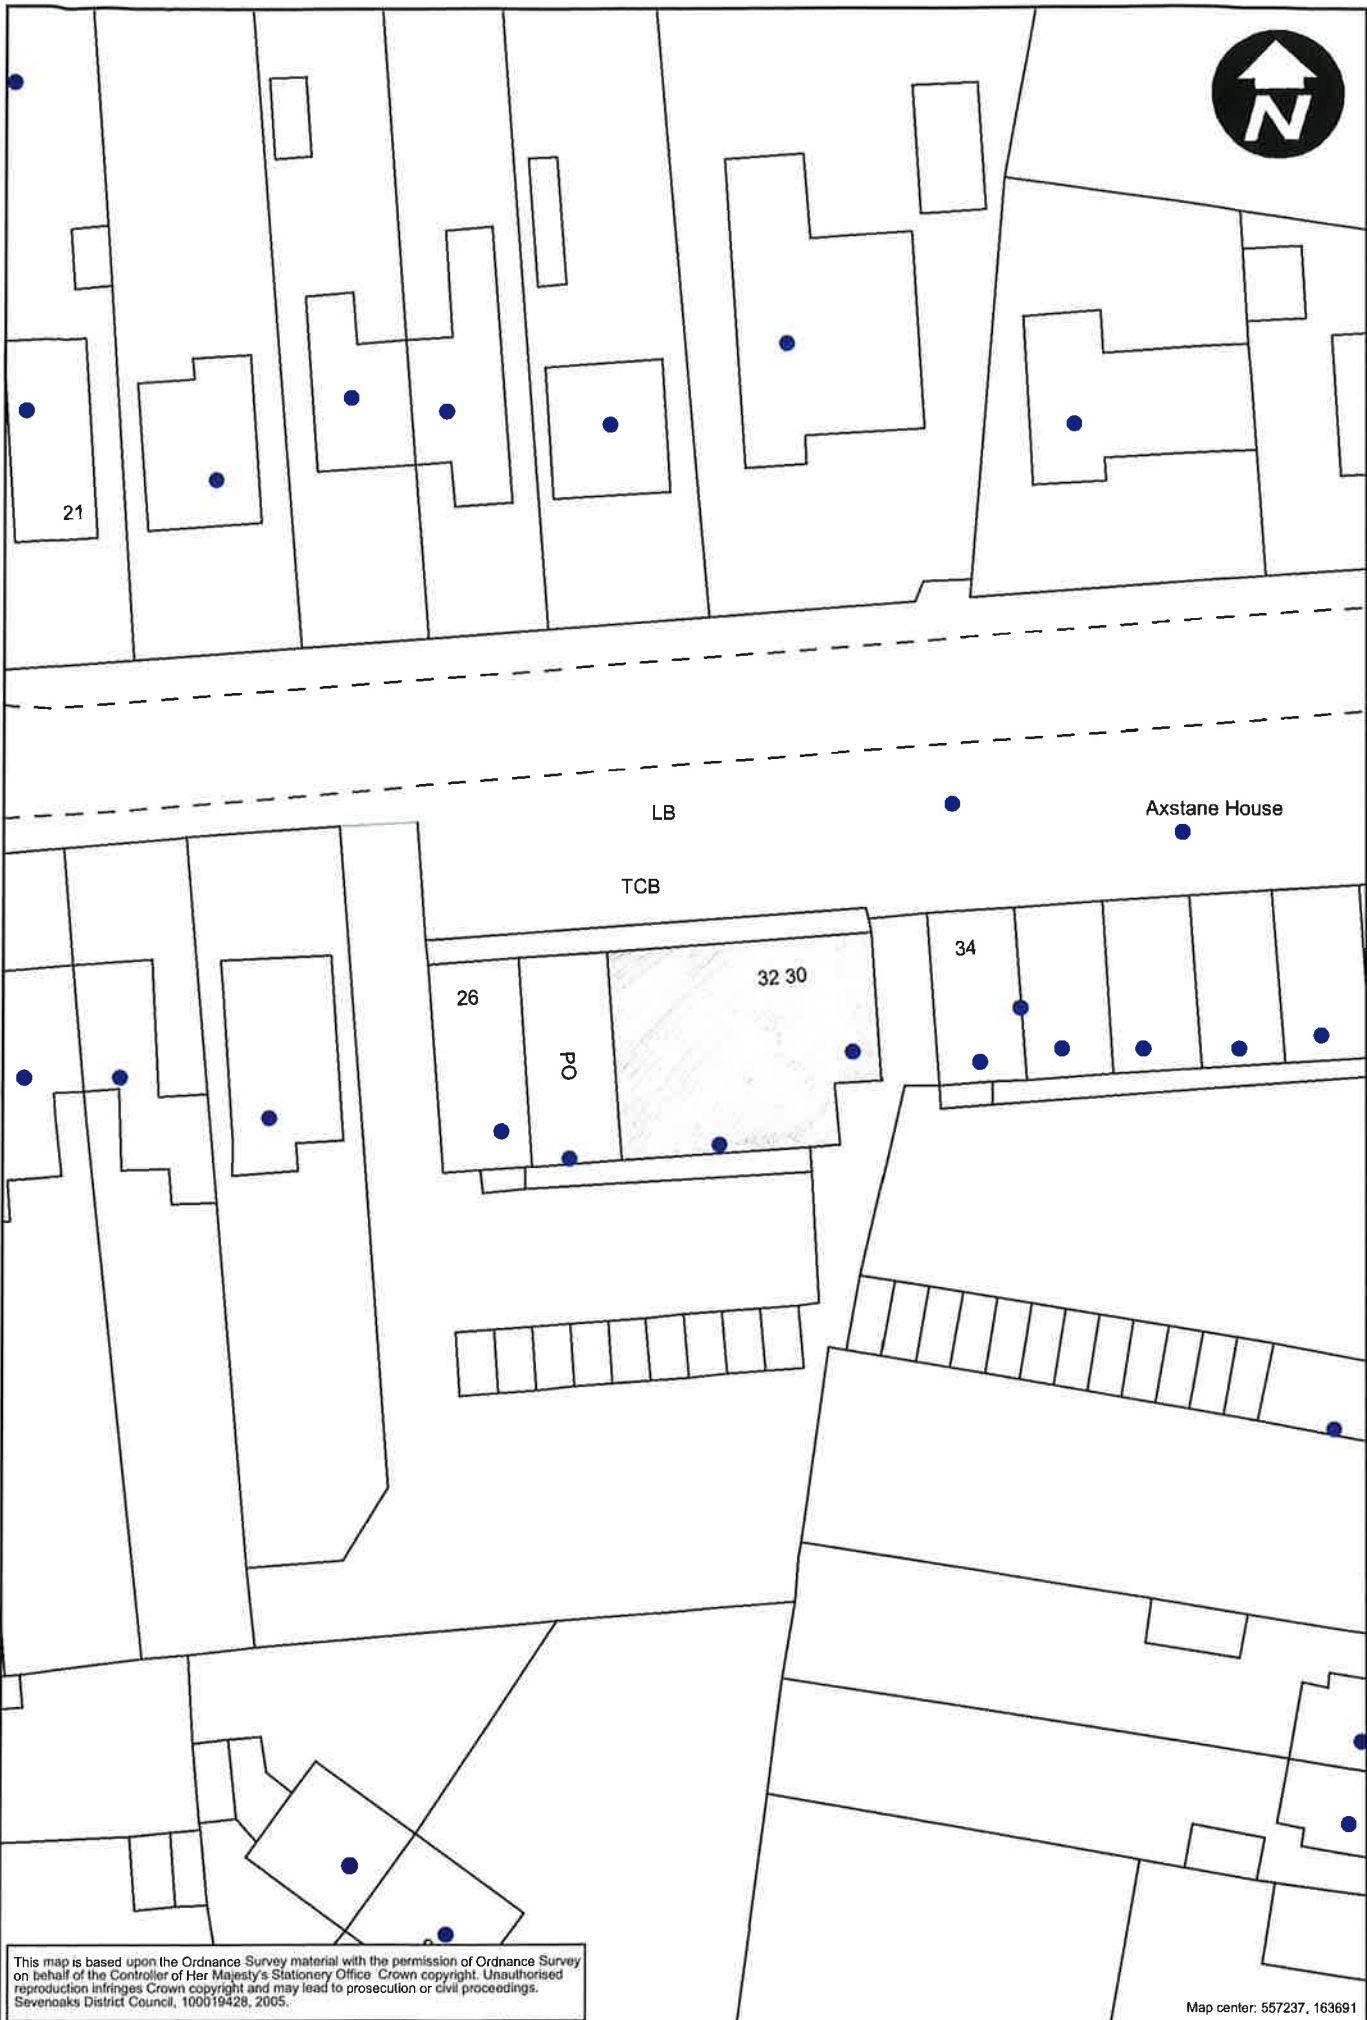 N
21
LB
Axstane House
TCB
34
32 30
26
PO
This map is based upon the Ordnance Survey material with the permission of Ordnance Survey
on behalf of the Controller of Her Majesty's Stationery Office Crown copyright. Unauthorised
reproduction infringes Crown copyright and may lead to prosecution or civil proceedings.
Sevenoaks District Council, 100019428, 2005.
Map center: 557237, 163691